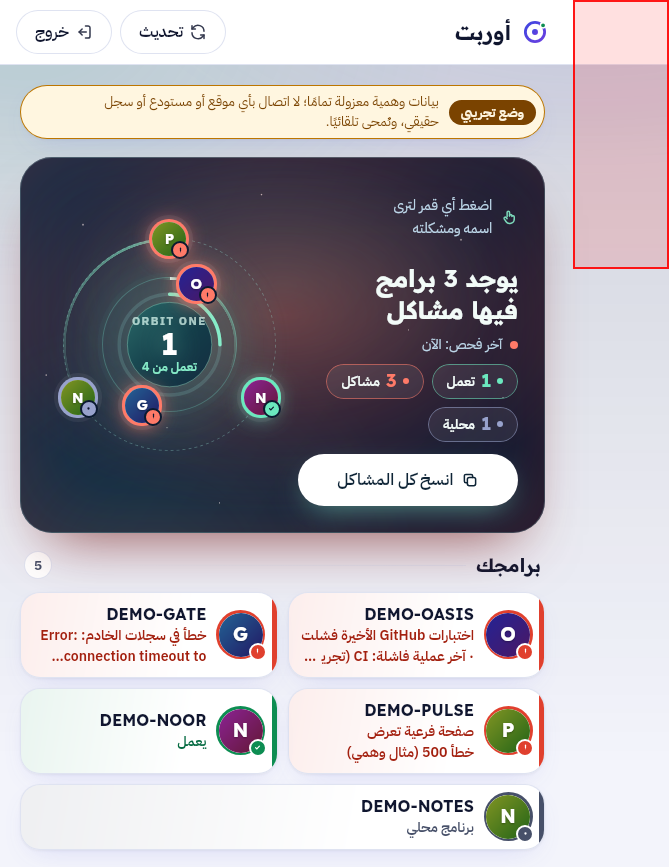 أوربت
تحديث
خروج
وضع تجريبي
بيانات وهمية معزولة تمامًا؛ لا اتصال بأي موقع أو مستودع أو سجل
حقيقي، وتُمحى تلقائيًا.
اضغط أي قمر لترى
اسمه ومشكلته
يوجد 3 برامج
فيها مشاكل
آخر فحص: الآن
1 تعمل
3 مشاكل
1 محلية
انسخ كل المشاكل
P
O
ORBIT ONE
1
تعمل من 4
N
G
N
برامجك
5
DEMO-OASIS
اختبارات GitHub الأخيرة فشلت
· آخر عملية فاشلة: CI (تجريـ ...
O
DEMO-GATE
خطأ في سجلات الخادم: Error:
connection timeout to...
G
DEMO-PULSE
صفحة فرعية تعرض
خطأ 500 (مثال وهمي)
P
DEMO-NOOR
يعمل
N
DEMO-NOTES
برنامج محلي
N